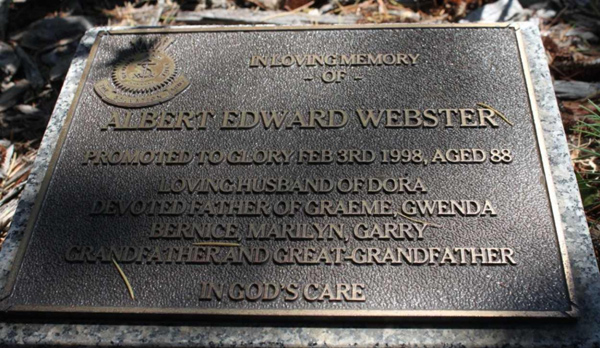 IN LOVING MEMORY
- OF -
ALBERT EDWARD WEBSTER
PROMOTED TO GLORY FEB 3RD 1998, AGED 88
LOVING HUSBAND OF DORA
DEVOTED FATHER OF GRAEME, GWENDA
BERNICE, MARILYN, GARRY
GRANDFATHER AND GREAT-GRANDFATHER
IN GOD'S CARE